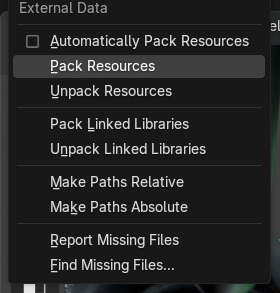 External Data
Automatically Pack Resources
Pack Resources
Unpack Resources
Pack Linked Libraries
Unpack Linked Libraries
Make Paths Relative
Make Paths Absolute
Report Missing Files
Find Missing Files...